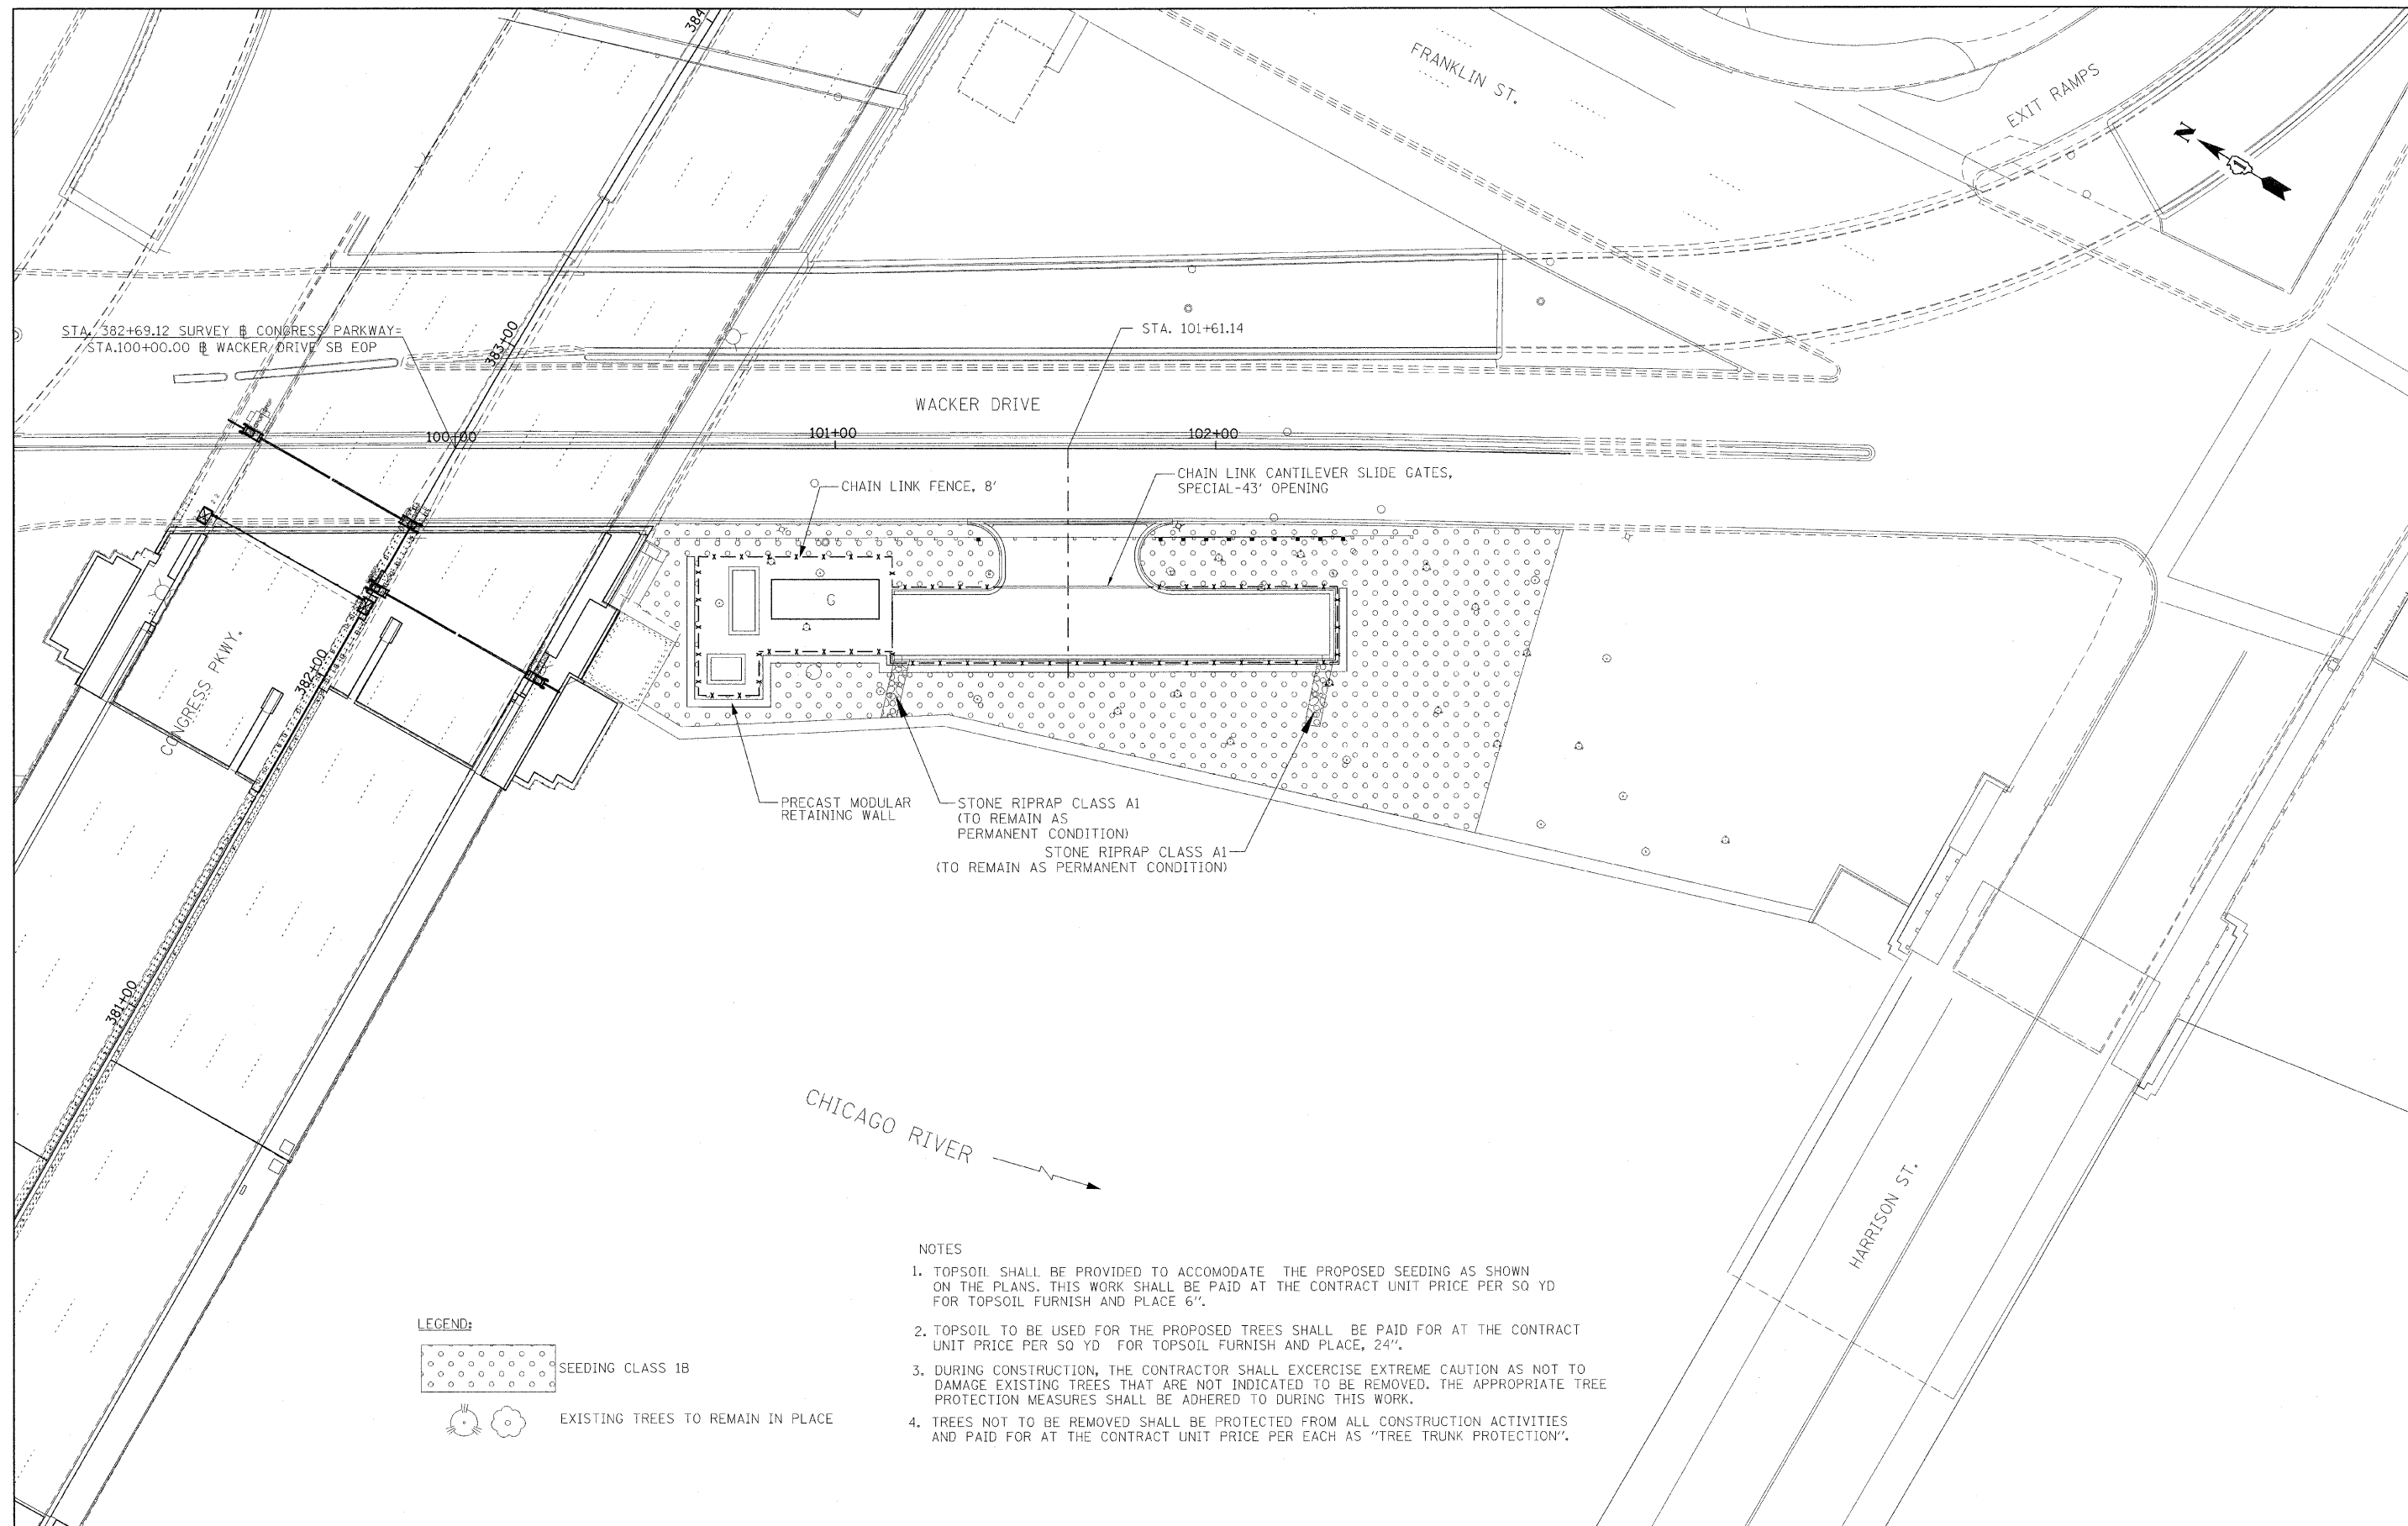 384
FRANKLIN ST.
EXIT RAMPS
N
STA. 382+69.12 SURVEY B CONGRESS PARKWAY=
STA.100+00.00 B WACKER DRIVE SB EOP
383+00
STA. 101+61.14
WACKER DRIVE
100+00
101+00
102+00
CHAIN LINK FENCE, 8'
CHAIN LINK CANTILEVER SLIDE GATES,
SPECIAL-43' OPENING
G
CONGRESS PKWY.
382+00
381+00
PRECAST MODULAR
RETAINING WALL
STONE RIPRAP CLASS A1
(TO REMAIN AS
PERMANENT CONDITION)
STONE RIPRAP CLASS A1
(TO REMAIN AS PERMANENT CONDITION)
CHICAGO RIVER
HARRISON ST.
NOTES
1. TOPSOIL SHALL BE PROVIDED TO ACCOMODATE THE PROPOSED SEEDING AS SHOWN
ON THE PLANS. THIS WORK SHALL BE PAID AT THE CONTRACT UNIT PRICE PER SQ YD
FOR TOPSOIL FURNISH AND PLACE 6".
2. TOPSOIL TO BE USED FOR THE PROPOSED TREES SHALL BE PAID FOR AT THE CONTRACT
UNIT PRICE PER SQ YD FOR TOPSOIL FURNISH AND PLACE, 24".
3. DURING CONSTRUCTION, THE CONTRACTOR SHALL EXCERCISE EXTREME CAUTION AS NOT TO
DAMAGE EXISTING TREES THAT ARE NOT INDICATED TO BE REMOVED. THE APPROPRIATE TREE
PROTECTION MEASURES SHALL BE ADHERED TO DURING THIS WORK.
4. TREES NOT TO BE REMOVED SHALL BE PROTECTED FROM ALL CONSTRUCTION ACTIVITIES
AND PAID FOR AT THE CONTRACT UNIT PRICE PER EACH AS "TREE TRUNK PROTECTION".
LEGEND:
SEEDING CLASS 1B
EXISTING TREES TO REMAIN IN PLACE